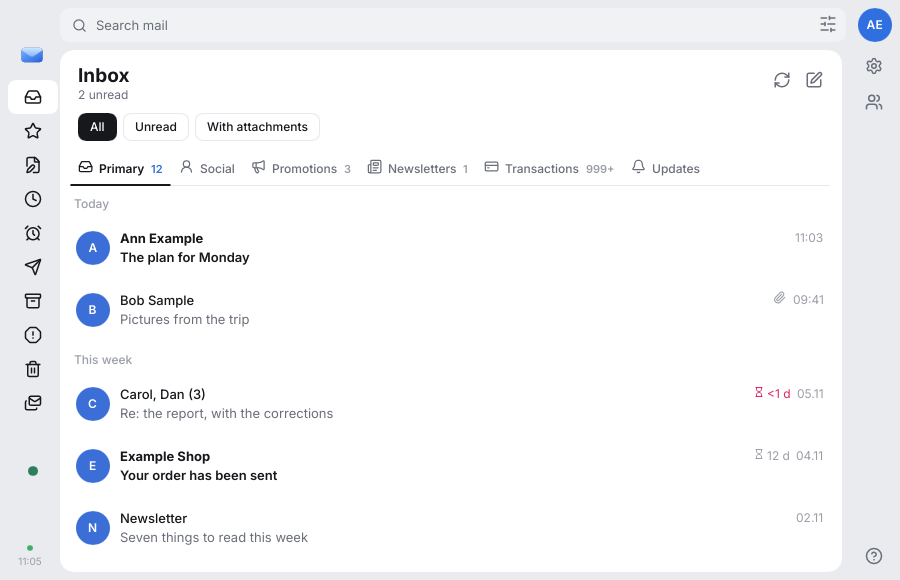 Search mail
AE
Inbox
2 unread
All Unread With attachments
Primary 12 Social Promotions 3 Newsletters 1 Transactions 999+ Updates
Today
A Ann Example 11:03
The plan for Monday
B Bob Sample 09:41
Pictures from the trip
This week
C Carol, Dan (3) <1 d 05.11
Re: the report, with the corrections
E Example Shop 12 d 04.11
Your order has been sent
N Newsletter 02.11
Seven things to read this week
11:05